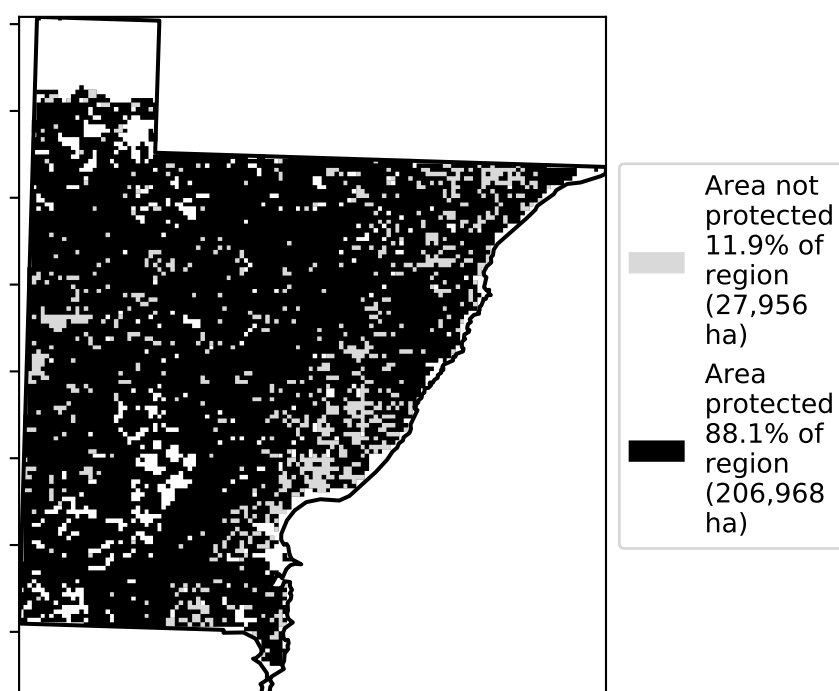 Area not
protected
11.9% of
region
(27,956
ha)
Area
protected
88.1% of
region
(206,968
ha)